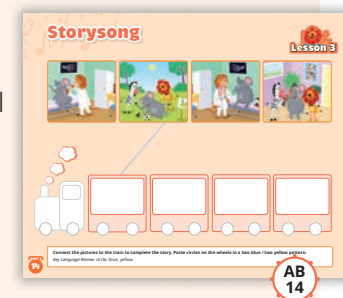 Storysong
Lesson 3
Connect the pictures to the train to complete the story. Paste circles on the wheels in a two blue / two yellow pattern.
Key Language Review: circle, blue, yellow
14
AB
14